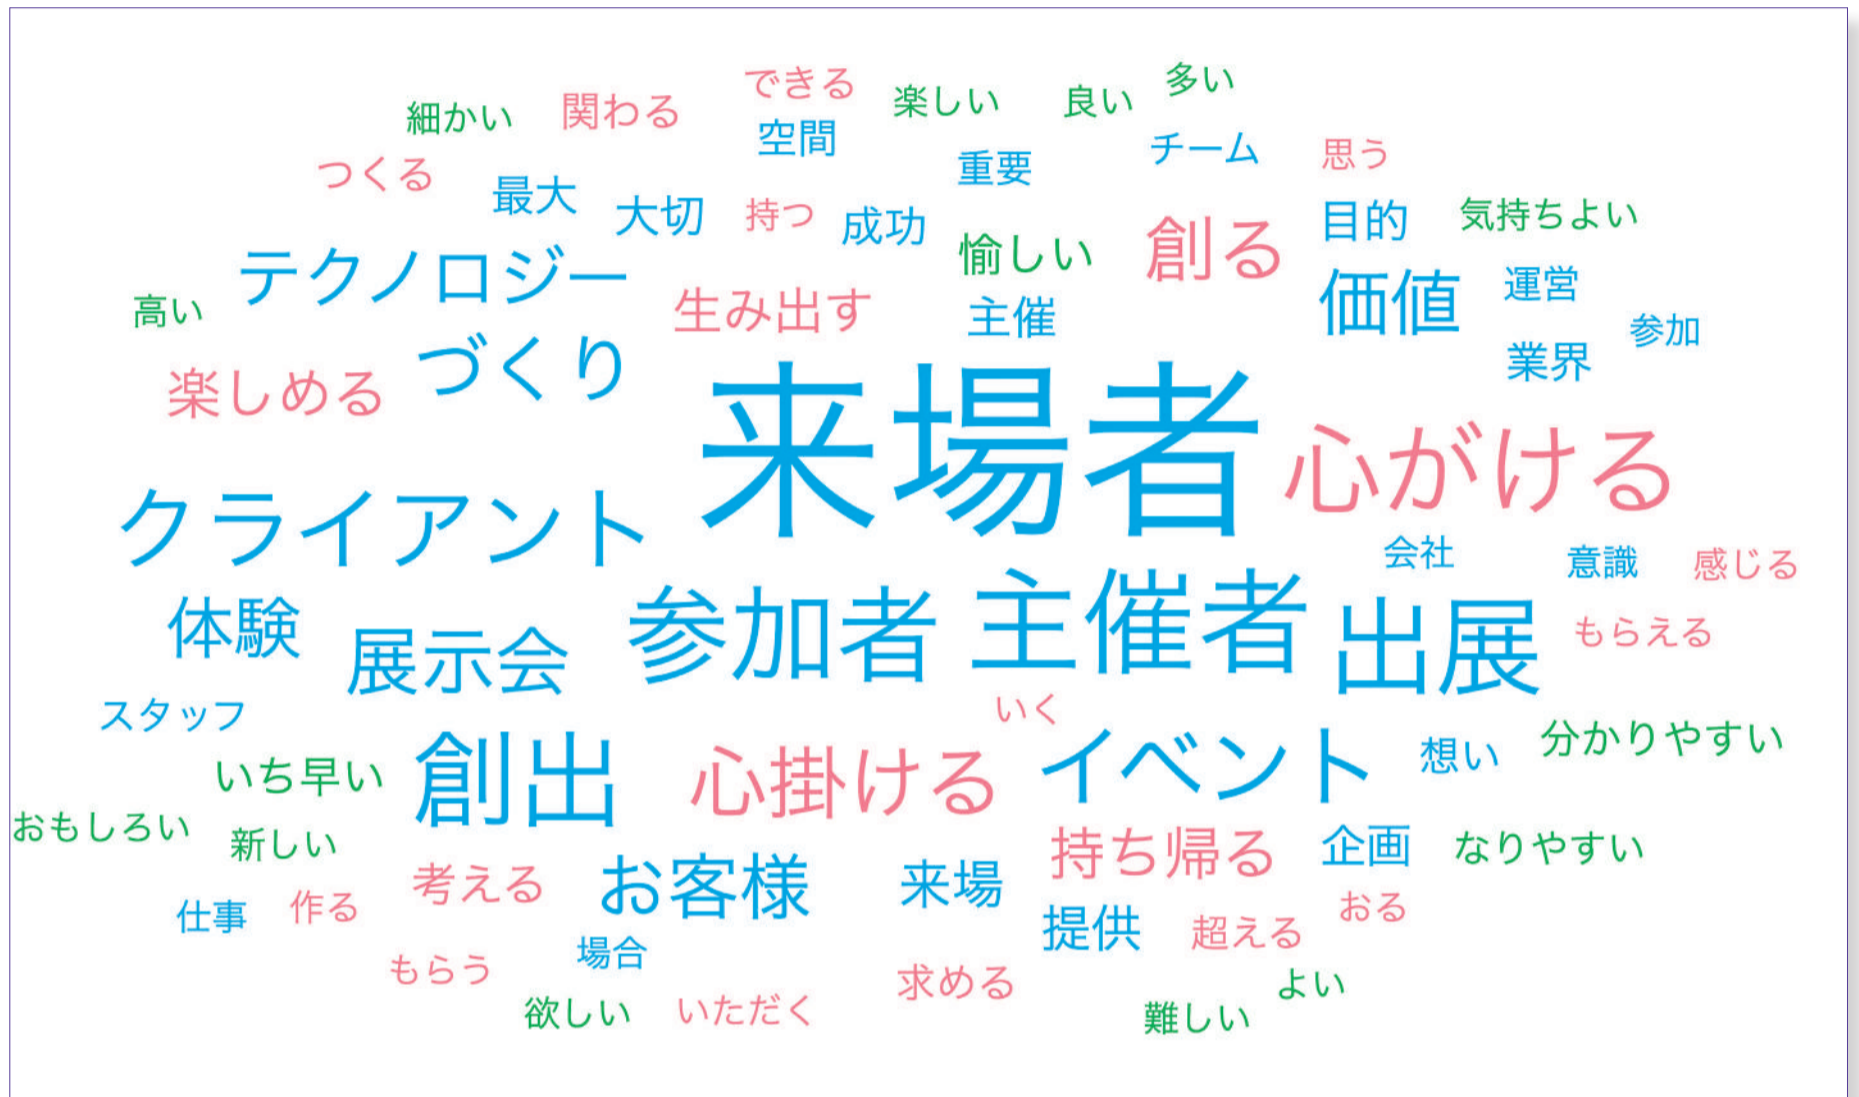 できる
多い
細かい
関わる
楽しい
良い
空間
チーム
つくる
重要
思う
最大
大切
持つ
成功
目的
気持ちよい
テクノロジー
愉しい
創る
高い
生み出す
主催
価値
運営
参加
楽しめる
づくり
業界
来場者
心がける
クライアント
会社
意識
感じる
体験
展示会
参加者
主催者
出展
もらえる
スタッフ
いく
いち早い
創出
心掛ける
イベント
想い
分かりやすい
おもしろい
新しい
持ち帰る
企画
なりやすい
仕事
作る
考える
お客様
来場
提供
超える
おる
もらう
場合
求める
よい
欲しい
いただく
難しい